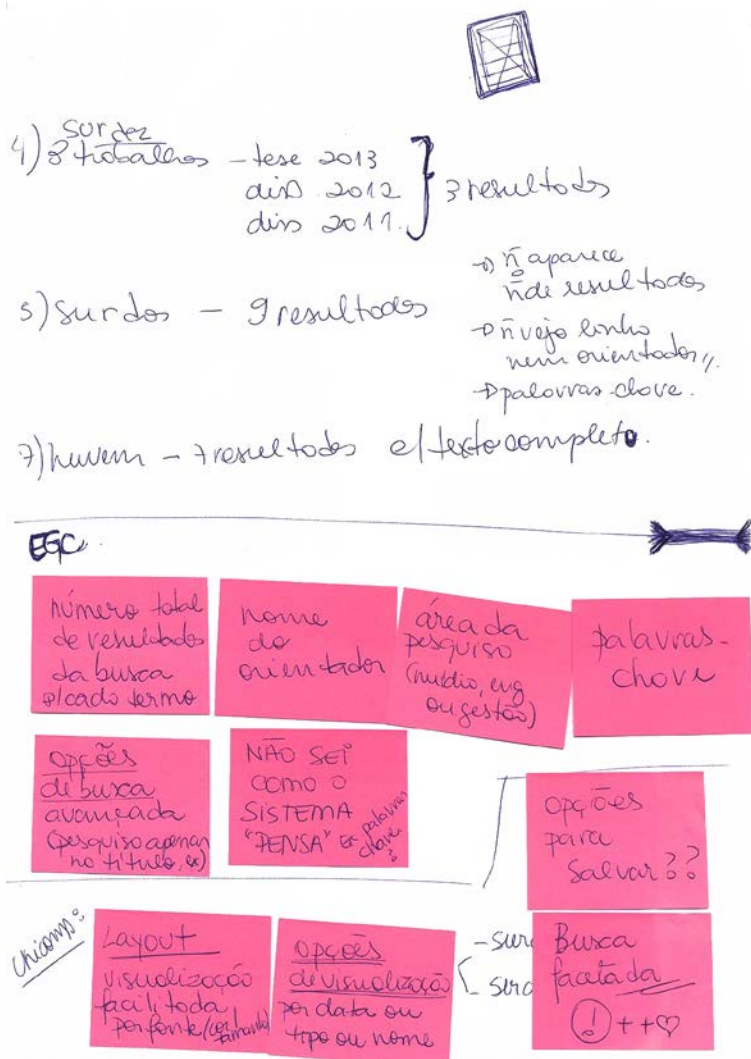 surdez
4) 8 trabalhos - tese 2013
diss 2012
diss 2011.
3 resultados
5) surdos - 9 resultados
→ ñ aparece
nº de resultados
→ ñ vejo linha
nem orientador //.
→ palavras-chave.
7) nuvem - 7 resultados c/ texto completo.
EGC
número total
de resultados
da busca
p/cada termo
nome
do
orientador
área da
pesquisa
(mídia, eng
ou gestão)
palavras-
chave
opções
de busca
avançada
(pesquisa apenas
no título, ex)
NÃO SEI
COMO O
SISTEMA
"PENSA" Ex: palavras
chave?
opções
para
salvar??
Unicamp:
LAYOUT
visualização
facilitada
por fonte/(cor/
tamanho)
opções
de visualização
por data ou
tipo ou nome
- surd
Busca
facetada
! + + ♡